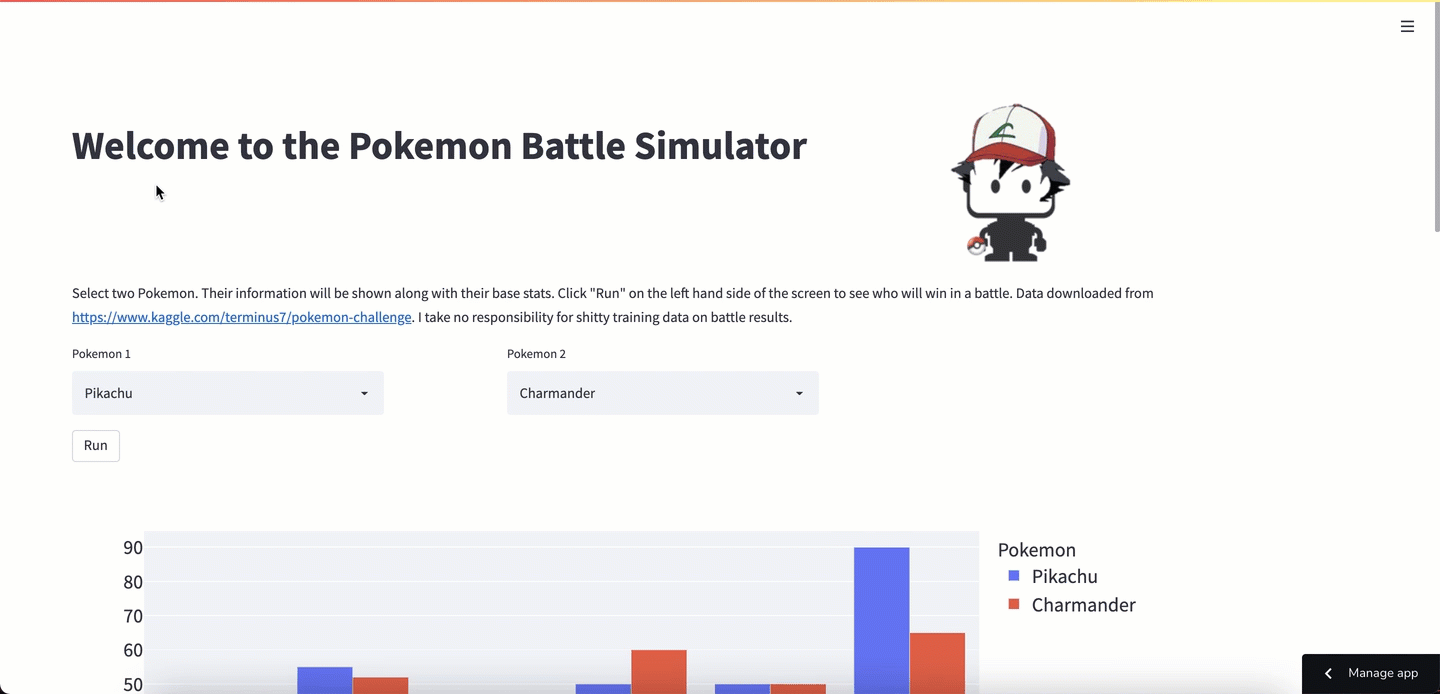 Welcome to the Pokemon Battle Simulator
Select two Pokemon. Their information will be shown along with their base stats. Click "Run" on the left hand side of the screen to see who will win in a battle. Data downloaded from
https://www.kaggle.com/terminus7/pokemon-challenge. I take no responsibility for shitty training data on battle results.
Pokemon 1
Pokemon 2
Pikachu
Charmander
Run
90
80
70
60
50
Pokemon
Pikachu
Charmander
Manage app